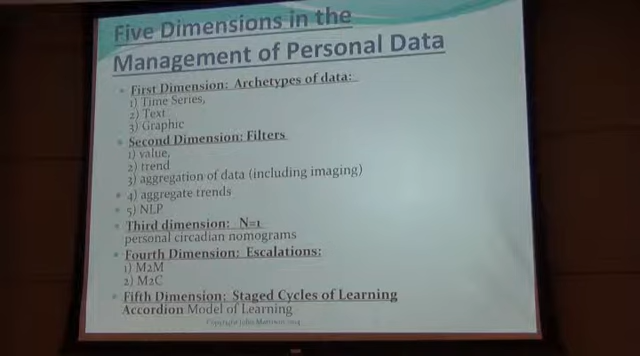 Five Dimensions in the
Management of Personal Data
First Dimension: Archetypes of data:
1) Time Series,
2) Text
3) Graphic
Second Dimension: Filters
1) value,
2) trend
3) aggregation of data (including imaging)
4) aggregate trends
5) NLP
Third dimension: N=1
personal circadian nomograms
Fourth Dimension: Escalations:
1) M2M
2) M2C
Fifth Dimension: Staged Cycles of Learning
Accordion Model of Learning
Copyright John Mattison 2014